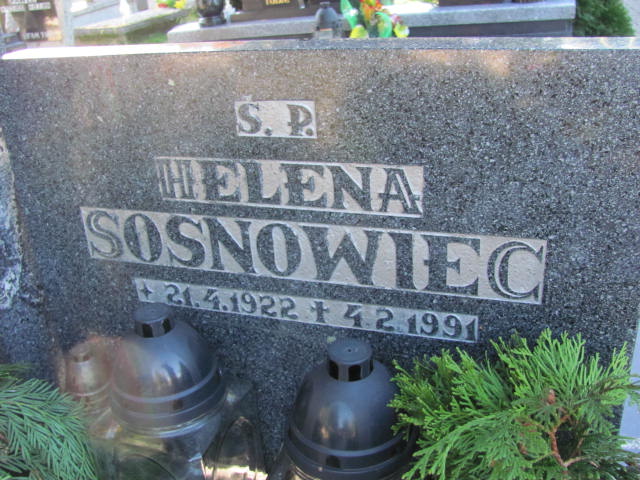 S. P.
HELENA
SOSNOWIEC
+ 21.4.1922 + 4.2.1991